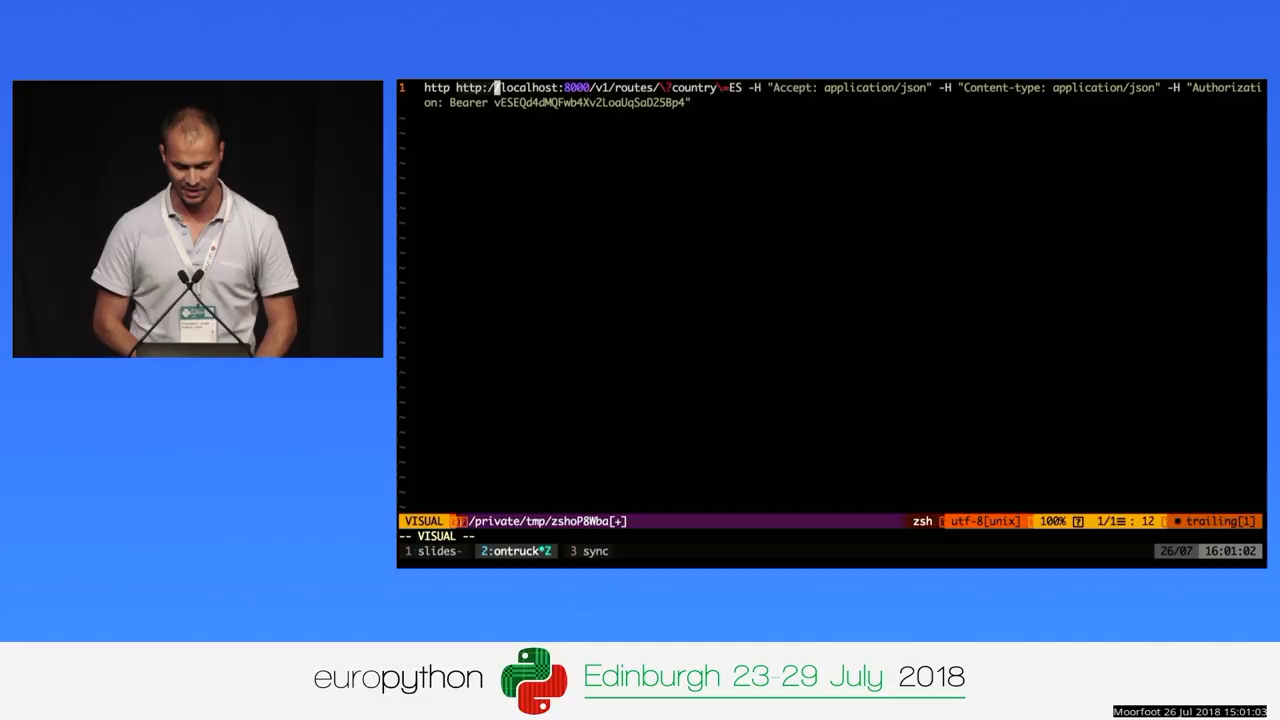 1 http http://localhost:8000/v1/routes/\?country\=ES -H "Accept: application/json" -H "Content-type: application/json" -H "Authorizati
on: Bearer vESEQd4dMQFwb4Xv2LoaUqSaD25Bp4"
VISUAL /private/tmp/zshoP8Wba[+] zsh utf-8[unix] 100% 1/1 : 12 trailing[1]
-- VISUAL --
1 slides- 2:ontruck*Z 3 sync 26/07 16:01:02
europython Edinburgh 23-29 July 2018
Moorfoot 26 Jul 2018 15:01:03